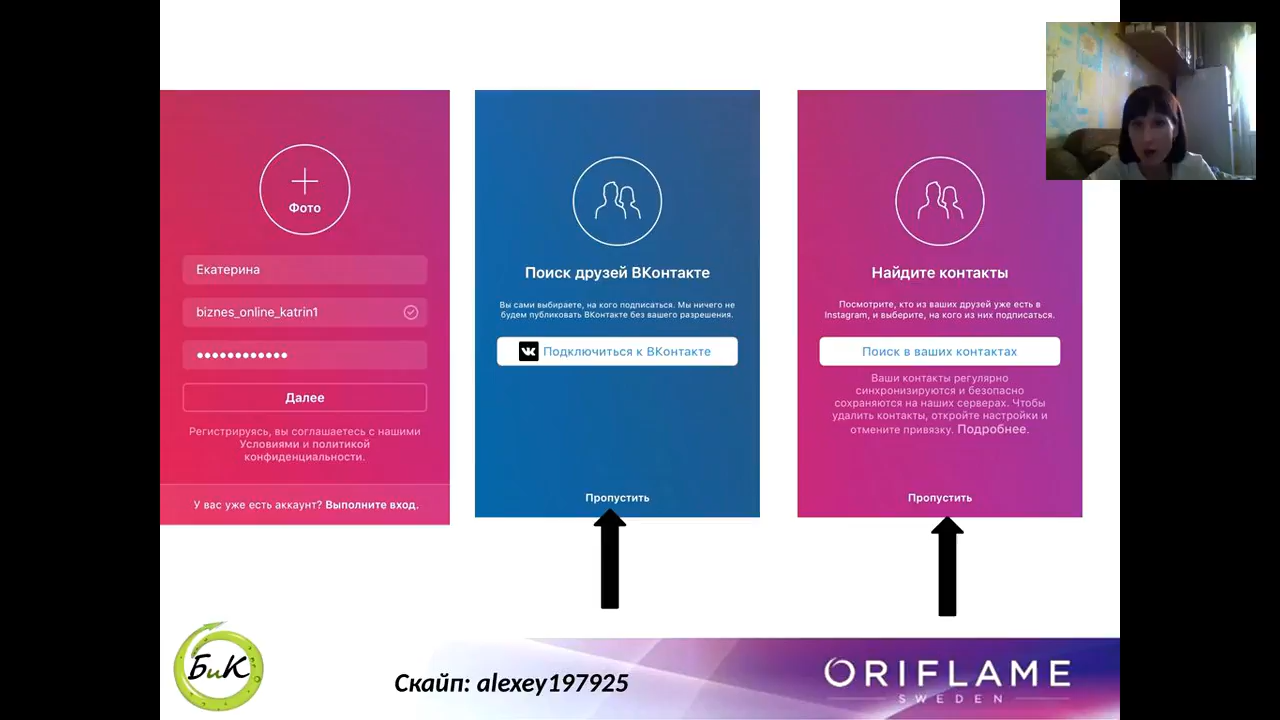 Фото
Екатерина
biznes_online_katrin1
••••••••••••
Далее
Регистрируясь, вы соглашаетесь с нашими
Условиями и политикой
конфиденциальности.
У вас уже есть аккаунт? Выполните вход.
Поиск друзей ВКонтакте
Вы сами выбираете, на кого подписаться. Мы ничего не
будем публиковать ВКонтакте без вашего разрешения.
Подключиться к ВКонтакте
Пропустить
Найдите контакты
Посмотрите, кто из ваших друзей уже есть в
Instagram, и выберите, на кого из них подписаться.
Поиск в ваших контактах
Ваши контакты регулярно
синхронизируются и безопасно
сохраняются на наших серверах. Чтобы
удалить контакты, откройте настройки и
отмените привязку. Подробнее.
Пропустить
БиК
Скайп: alexey197925
ORIFLAME
SWEDEN